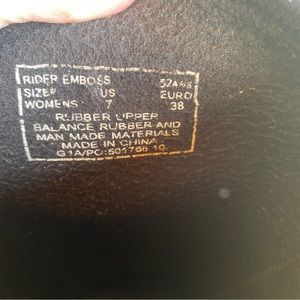 RIDER EMBOSS
SIZE# US EURO
WOMENS 7 38
RUBBER UPPER
BALANCE RUBBER AND
MAN MADE MATERIALS
MADE IN CHINA